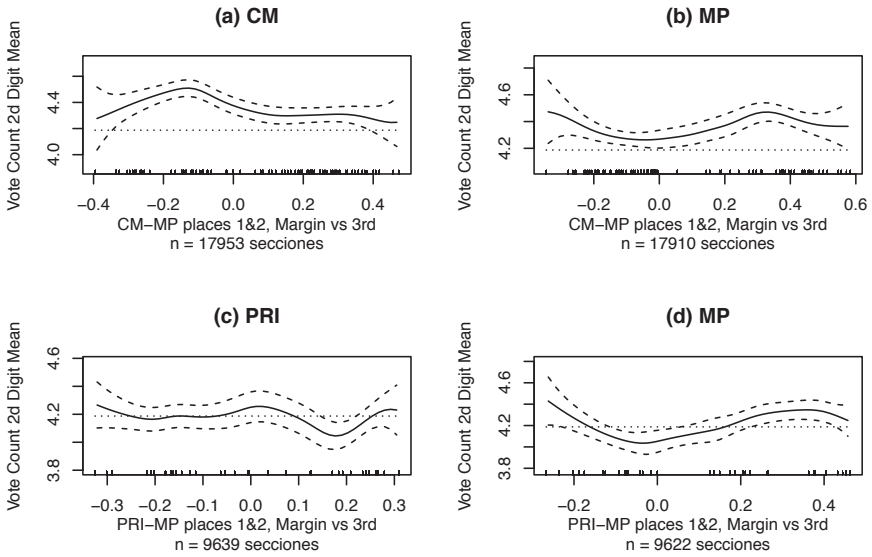 (a) CM
Vote Count 2d Digit Mean
4.0 4.4
−0.4 −0.2 0.0 0.2 0.4
CM−MP places 1&2, Margin vs 3rd
n = 17953 secciones
(b) MP
Vote Count 2d Digit Mean
4.2 4.6
−0.2 0.0 0.2 0.4 0.6
CM−MP places 1&2, Margin vs 3rd
n = 17910 secciones
(c) PRI
Vote Count 2d Digit Mean
3.8 4.2 4.6
−0.3 −0.2 −0.1 0.0 0.1 0.2 0.3
PRI−MP places 1&2, Margin vs 3rd
n = 9639 secciones
(d) MP
Vote Count 2d Digit Mean
3.8 4.2 4.6
−0.2 0.0 0.2 0.4
PRI−MP places 1&2, Margin vs 3rd
n = 9622 secciones